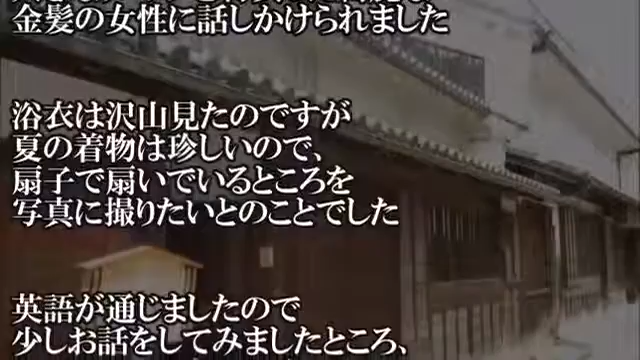 金髪の女性に話しかけられました
浴衣は沢山見たのですが
夏の着物は珍しいので、
扇子で扇いでいるところを
写真に撮りたいとのことでした
英語が通じましたので
少しお話をしてみましたところ、